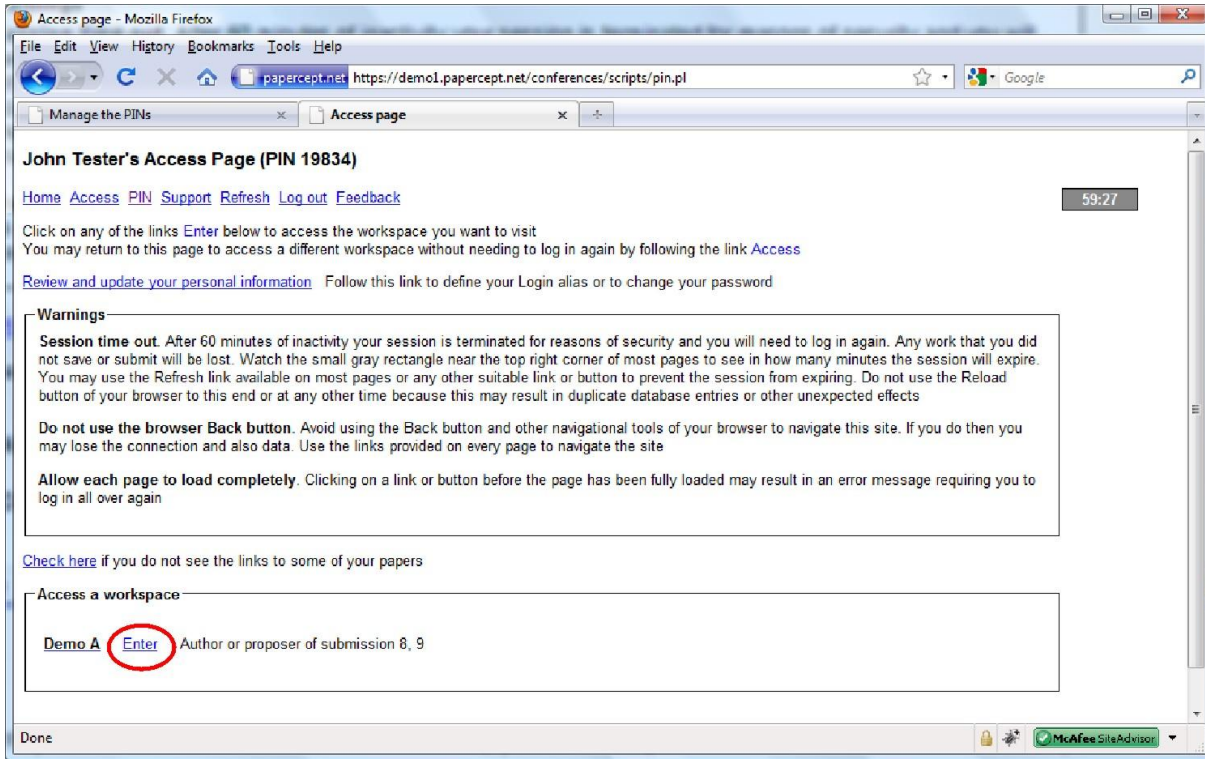 Access page - Mozilla Firefox
File Edit View History Bookmarks Tools Help
papercept.net https://demo1.papercept.net/conferences/scripts/pin.pl
Google
Manage the PINs
Access page
John Tester's Access Page (PIN 19834)
Home Access PIN Support Refresh Log out Feedback
59:27
Click on any of the links Enter below to access the workspace you want to visit
You may return to this page to access a different workspace without needing to log in again by following the link Access
Review and update your personal information Follow this link to define your Login alias or to change your password
Warnings
Session time out. After 60 minutes of inactivity your session is terminated for reasons of security and you will need to log in again. Any work that you did
not save or submit will be lost. Watch the small gray rectangle near the top right corner of most pages to see in how many minutes the session will expire.
You may use the Refresh link available on most pages or any other suitable link or button to prevent the session from expiring. Do not use the Reload
button of your browser to this end or at any other time because this may result in duplicate database entries or other unexpected effects
Do not use the browser Back button. Avoid using the Back button and other navigational tools of your browser to navigate this site. If you do then you
may lose the connection and also data. Use the links provided on every page to navigate the site
Allow each page to load completely. Clicking on a link or button before the page has been fully loaded may result in an error message requiring you to
log in all over again
Check here if you do not see the links to some of your papers
Access a workspace
Demo A Enter Author or proposer of submission 8, 9
Done
McAfee SiteAdvisor